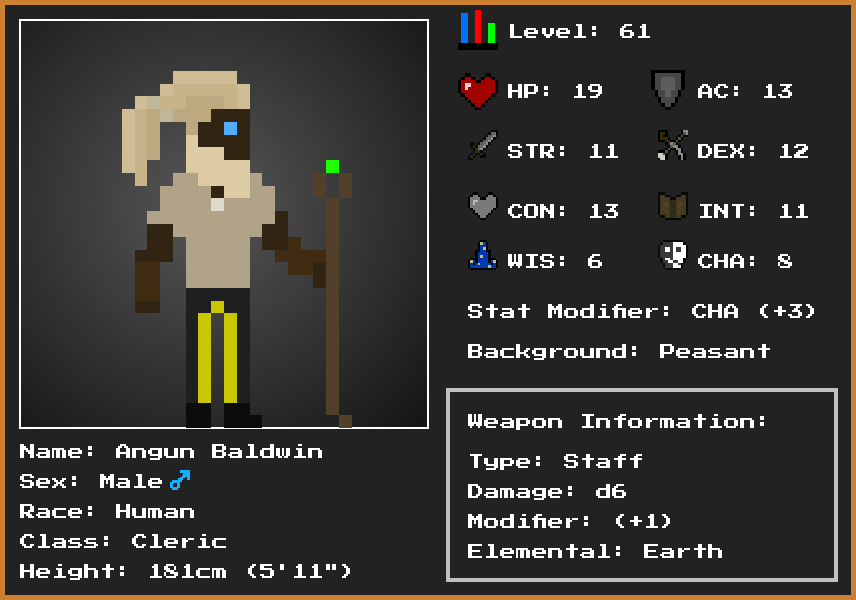 Level: 61
HP: 19
AC: 13
STR: 11
DEX: 12
CON: 13
INT: 11
WIS: 6
CHA: 8
Stat Modifier: CHA (+3)
Background: Peasant
Weapon Information:
Type: Staff
Damage: d6
Modifier: (+1)
Elemental: Earth
Name: Angun Baldwin
Sex: Male♂
Race: Human
Class: Cleric
Height: 181cm (5'11")